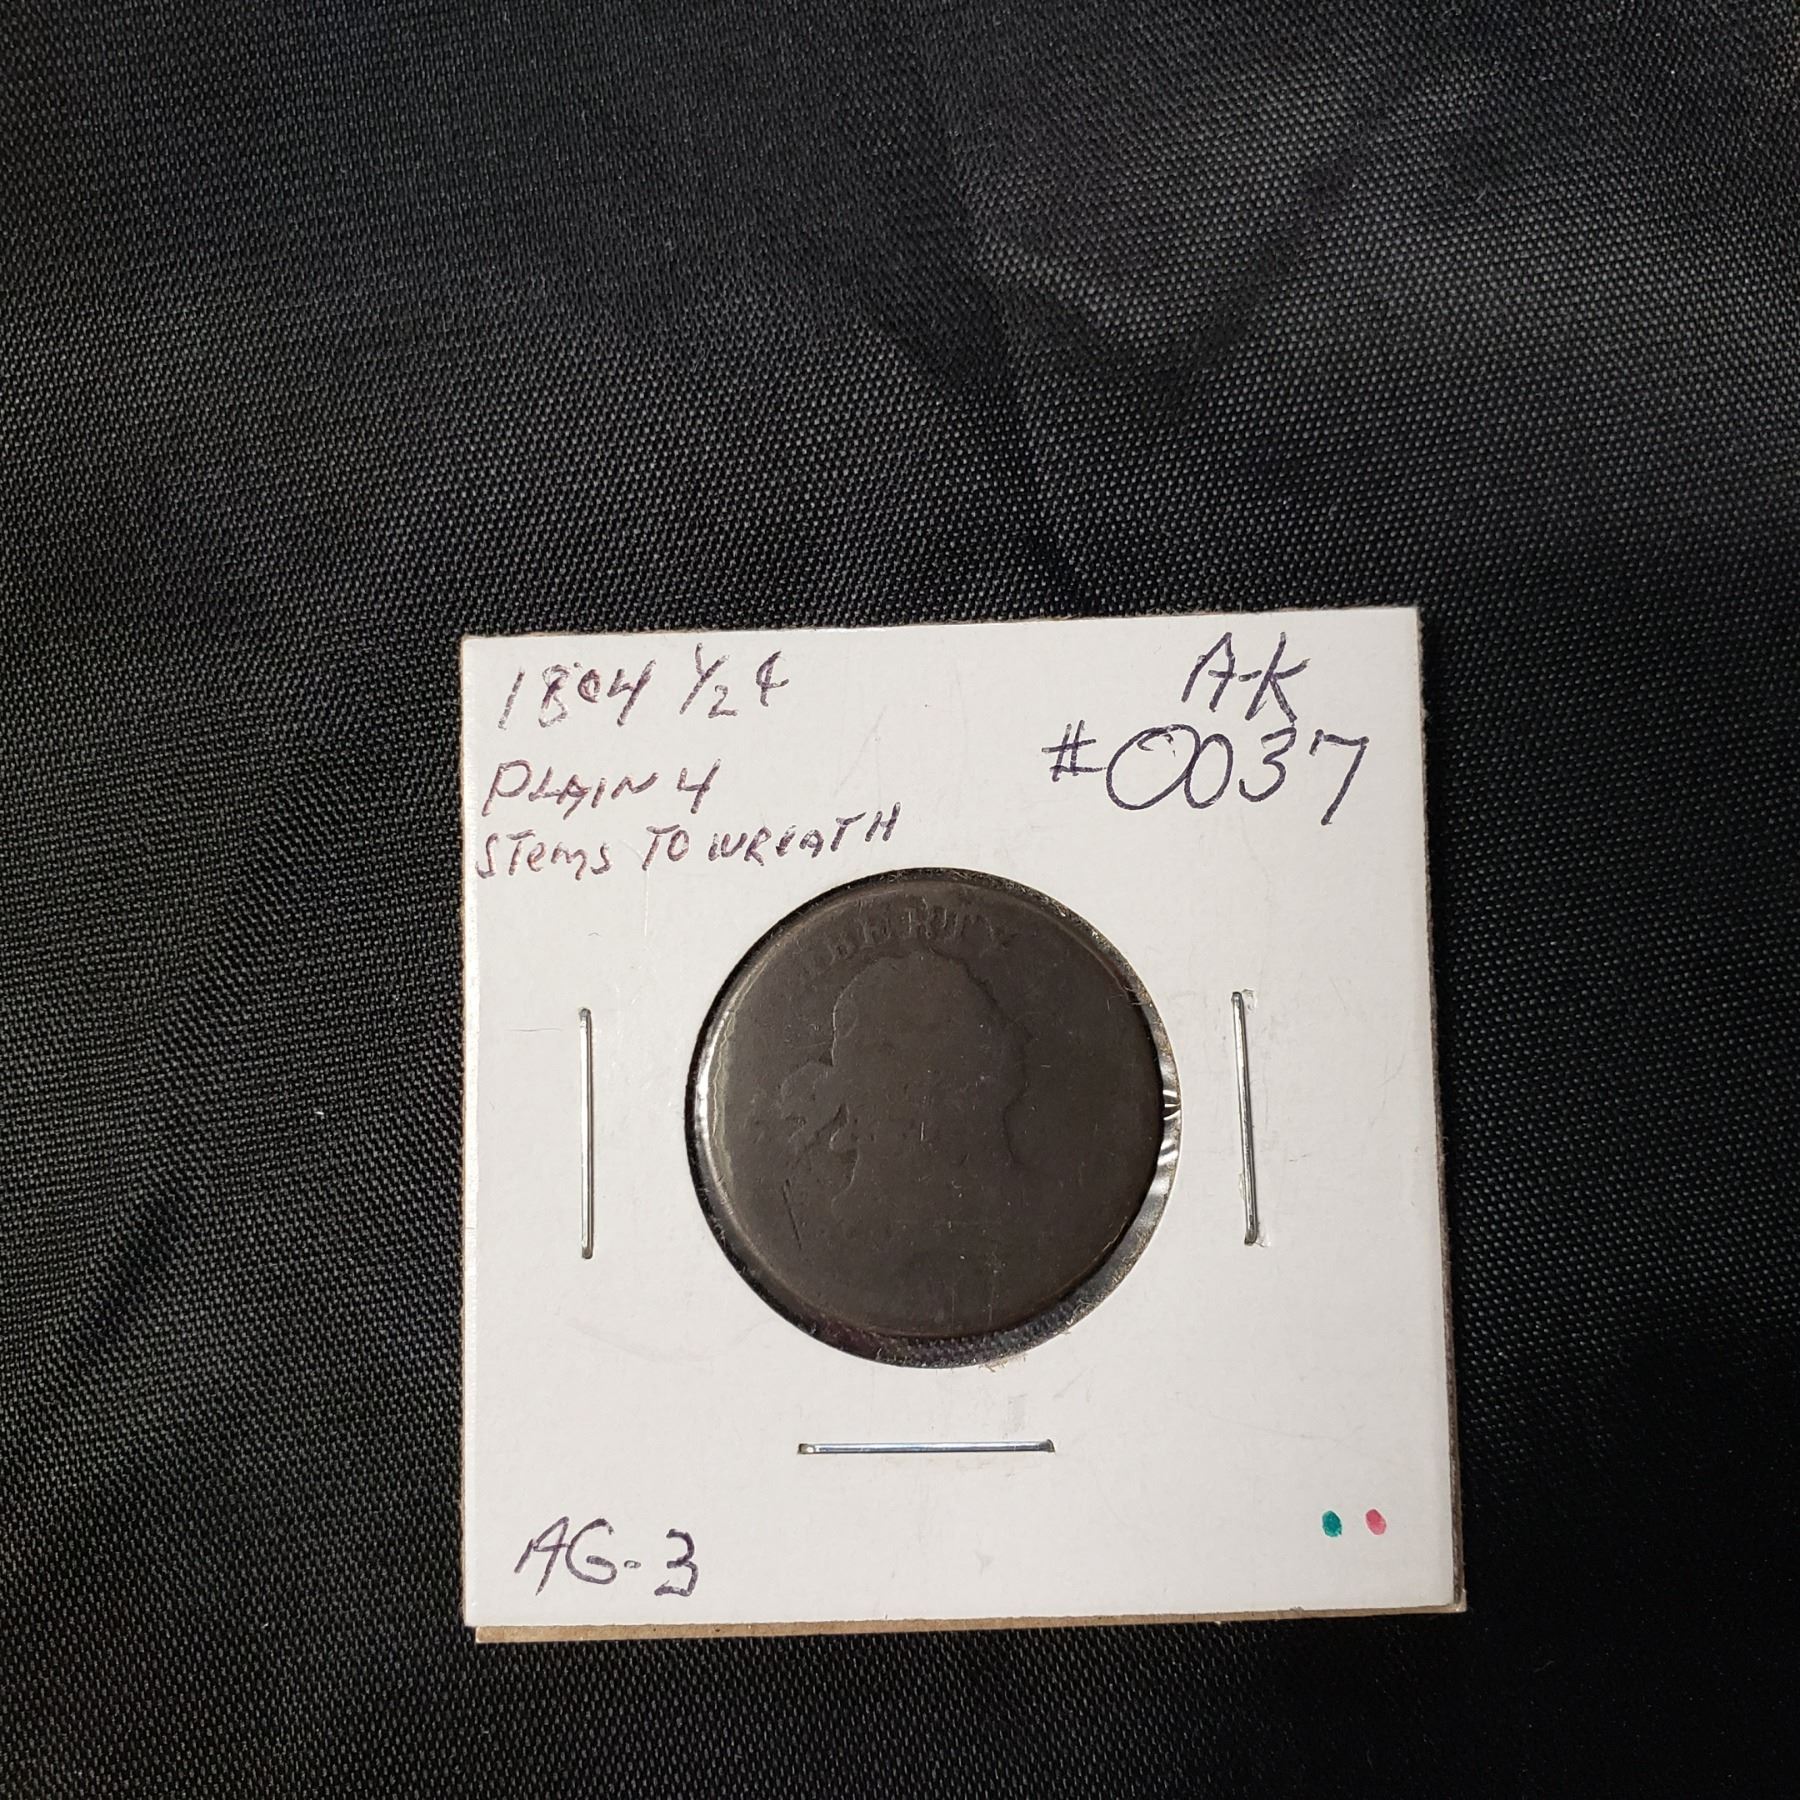 1804 ½ ¢
PLAIN 4
STEMS TO WREATH
A-K
#0037
LIBERTY
AG-3